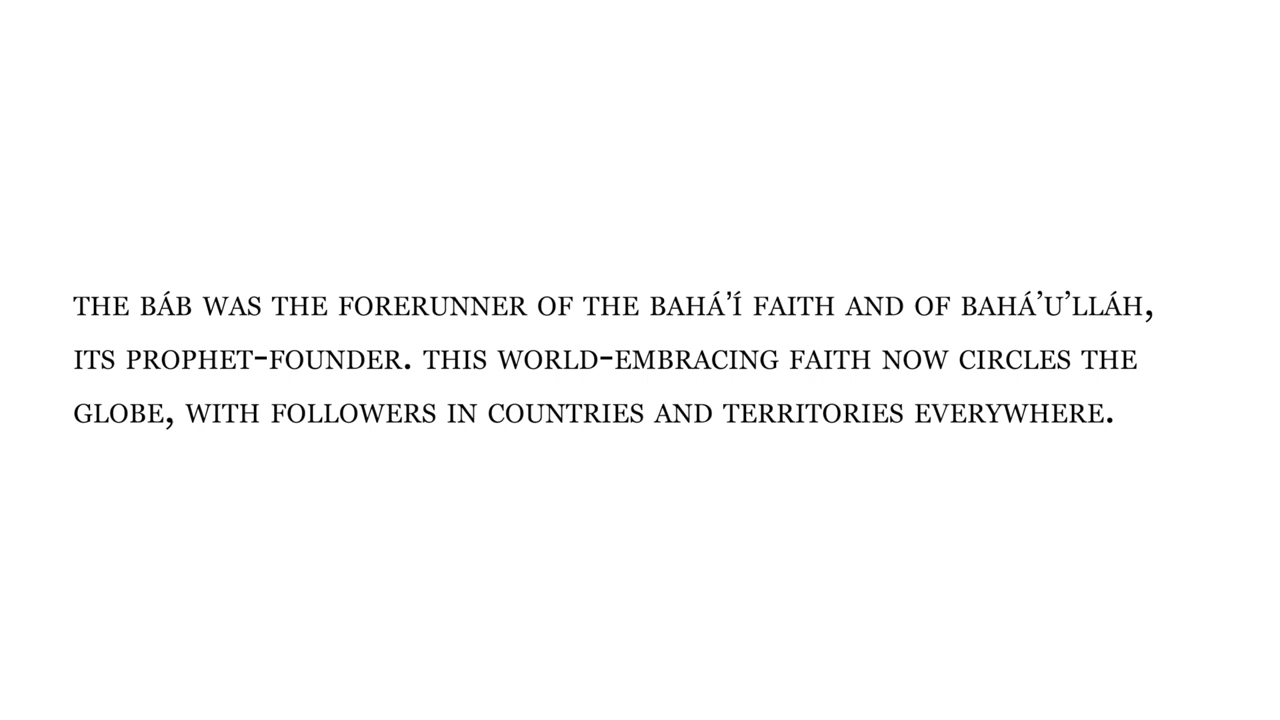 THE BÁB WAS THE FORERUNNER OF THE BAHÁ’Í FAITH AND OF BAHÁ’U’LLÁH,
ITS PROPHET-FOUNDER. THIS WORLD-EMBRACING FAITH NOW CIRCLES THE
GLOBE, WITH FOLLOWERS IN COUNTRIES AND TERRITORIES EVERYWHERE.